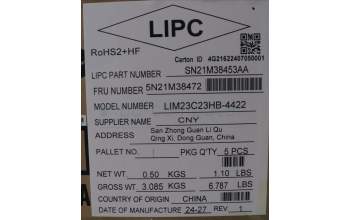 LIPC
RoHS2+HF
Carton ID 4G21622407050001
LIPC PART NUMBER SN21M38453AA
FRU NUMBER 5N21M38472
MODEL NUMBER LIM23C23HB-4422
SUPPLIER NAME CNY
ADDRESS San Zhong Guan Li Qu
Qing Xi, Dong Guan, China
PALLET NO: PKG Q'TY 5 PCS
NET WT. 0.50 KGS 1.10 LBS
GROSS WT. 3.085 KGS 6.787 LBS
COUNTRY OF ORIGIN CHINA
DATE OF MANUFACTURE 24-27 REV. 1